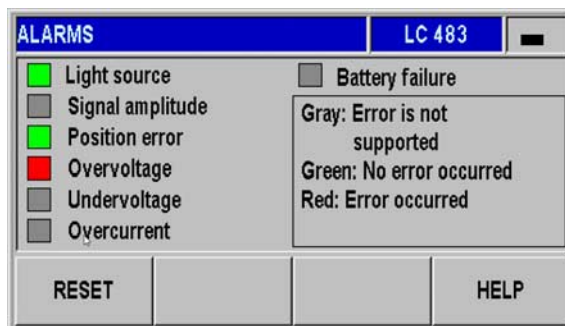 ALARMS LC 483
Light source
Signal amplitude
Position error
Overvoltage
Undervoltage
Overcurrent
Battery failure
Gray: Error is not
supported
Green: No error occurred
Red: Error occurred
RESET HELP